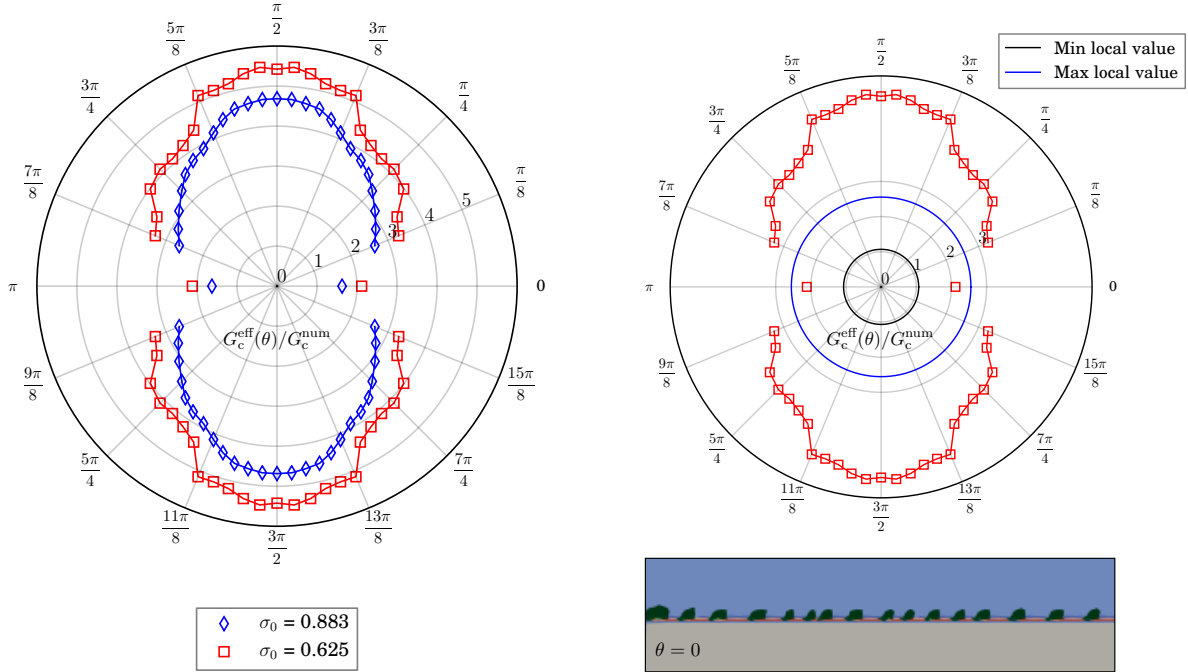 π/2
5π/8
3π/8
3π/4
π/4
7π/8
π/8
π
0
0
1
2
3
4
5
G_c^eff(θ)/G_c^num
9π/8
15π/8
5π/4
7π/4
11π/8
13π/8
3π/2
σ₀ = 0.883
σ₀ = 0.625
Min local value
Max local value
π/2
5π/8
3π/8
3π/4
π/4
7π/8
π/8
π
0
0
1
2
3
G_c^eff(θ)/G_c^num
9π/8
15π/8
5π/4
7π/4
11π/8
13π/8
3π/2
θ = 0